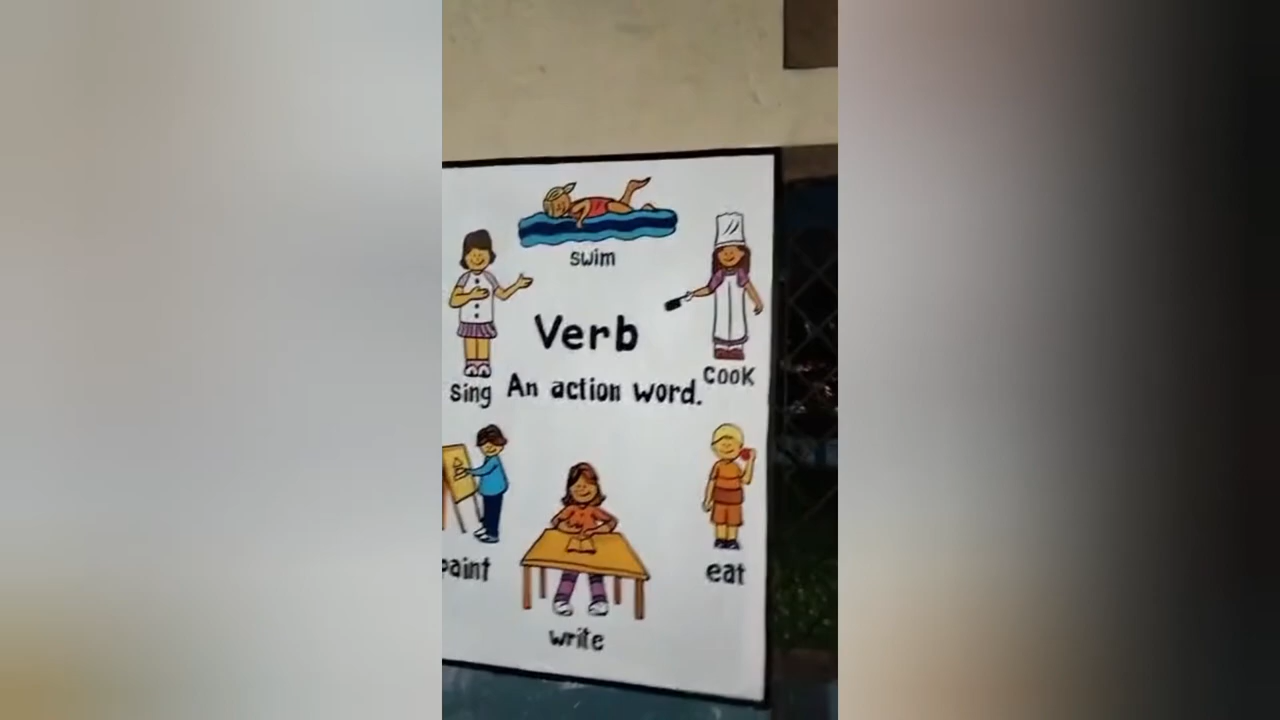 swim
Verb
cook
sing
An action word.
paint
eat
write